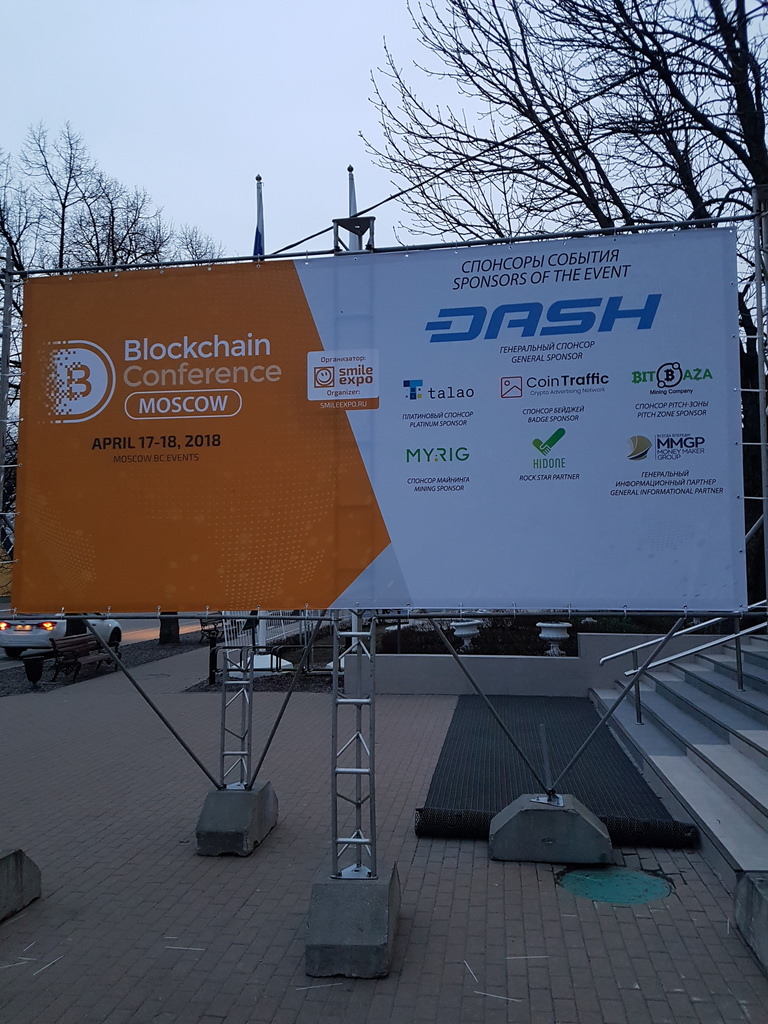 Blockchain
Conference
MOSCOW
APRIL 17-18, 2018
MOSCOW.BC.EVENTS
Организатор:
smile
expo
Organizer:
SMILEEXPO.RU
СПОНСОРЫ СОБЫТИЯ
SPONSORS OF THE EVENT
DASH
ГЕНЕРАЛЬНЫЙ СПОНСОР
GENERAL SPONSOR
talao
ПЛАТИНОВЫЙ СПОНСОР
PLATINUM SPONSOR
CoinTraffic
Crypto Advertising Network
СПОНСОР БЕЙДЖЕЙ
BADGE SPONSOR
BITBAZA
Mining Company
СПОНСОР PITCH-ЗОНЫ
PITCH ZONE SPONSOR
MYRIG
СПОНСОР МАЙНИНГА
MINING SPONSOR
HIDONE
ROCK STAR PARTNER
ВСЕГДА ВПЕРЕДИ
MMGP
MONEY MAKER
GROUP
ГЕНЕРАЛЬНЫЙ
ИНФОРМАЦИОННЫЙ ПАРТНЕР
GENERAL INFORMATIONAL PARTNER